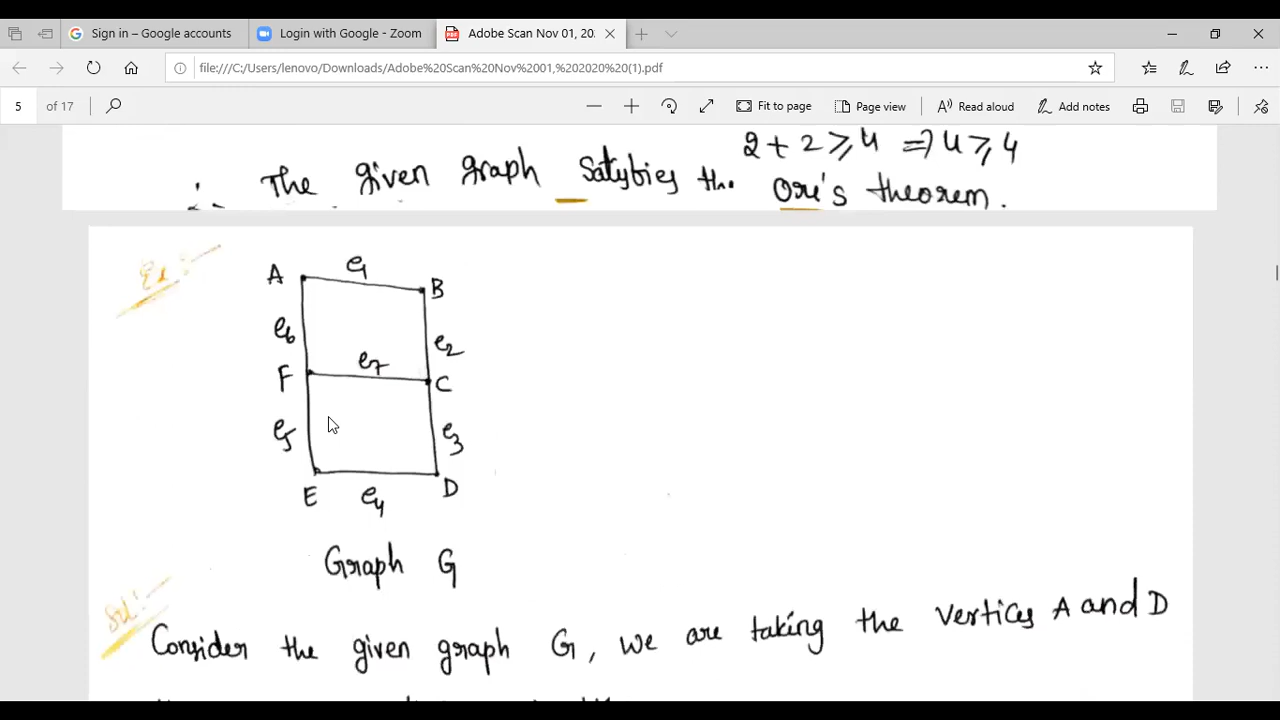 Sign in – Google accounts
Login with Google - Zoom
Adobe Scan Nov 01, 202
file:///C:/Users/lenovo/Downloads/Adobe%20Scan%20Nov%2001,%202020%20(1).pdf
5 of 17
Fit to page
Page view
Read aloud
Add notes
2 + 2 ≥ 4 ⇒ 4 ≥ 4
∴ The given graph Satysbies the Ore's theorem.
Ex:-
A e1 B
e6 e2
F e7 C
e5 e3
E e4 D
Graph G
Sol:-
Consider the given graph G, we are taking the vertices A and D